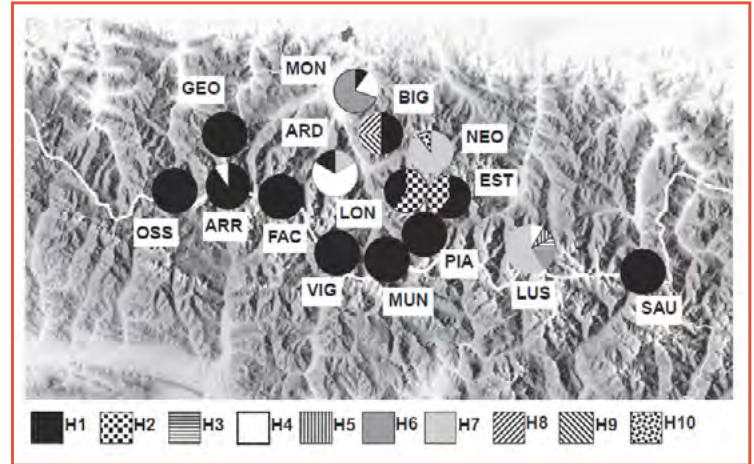 MON
GEO
BIG
ARD
NEO
EST
OSS
ARR
FAC
LON
VIG
MUN
PIA
LUS
SAU
H1 H2 H3 H4 H5 H6 H7 H8 H9 H10